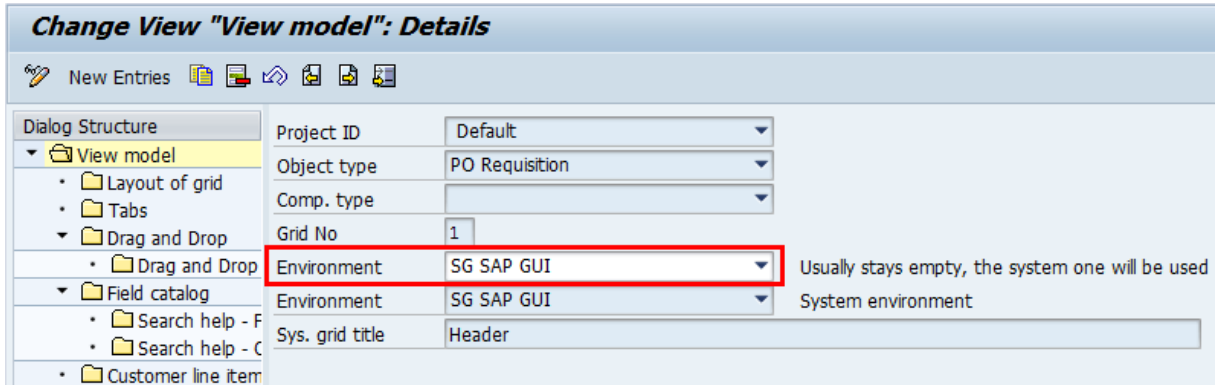 Change View "View model": Details
New Entries
Dialog Structure
View model
Layout of grid
Tabs
Drag and Drop
Drag and Drop
Field catalog
Search help - F
Search help - C
Customer line item
Project ID Default
Object type PO Requisition
Comp. type
Grid No 1
Environment SG SAP GUI Usually stays empty, the system one will be used
Environment SG SAP GUI System environment
Sys. grid title Header